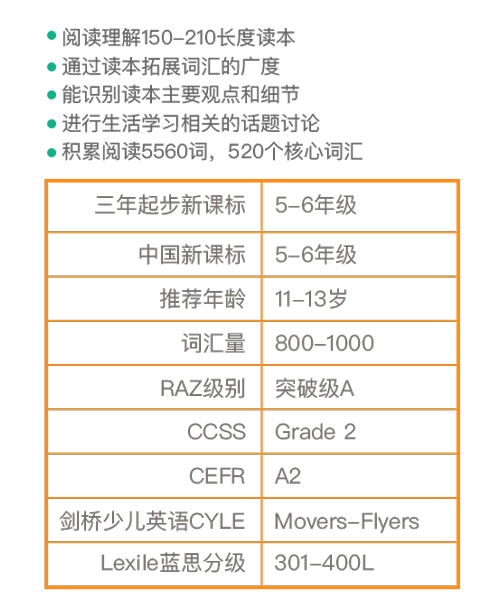 • 阅读理解150-210长度读本
• 通过读本拓展词汇的广度
• 能识别读本主要观点和细节
• 进行生活学习相关的话题讨论
• 积累阅读5560词，520个核心词汇
三年起步新课标 5-6年级
中国新课标 5-6年级
推荐年龄 11-13岁
词汇量 800-1000
RAZ级别 突破级A
CCSS Grade 2
CEFR A2
剑桥少儿英语CYLE Movers-Flyers
Lexile蓝思分级 301-400L